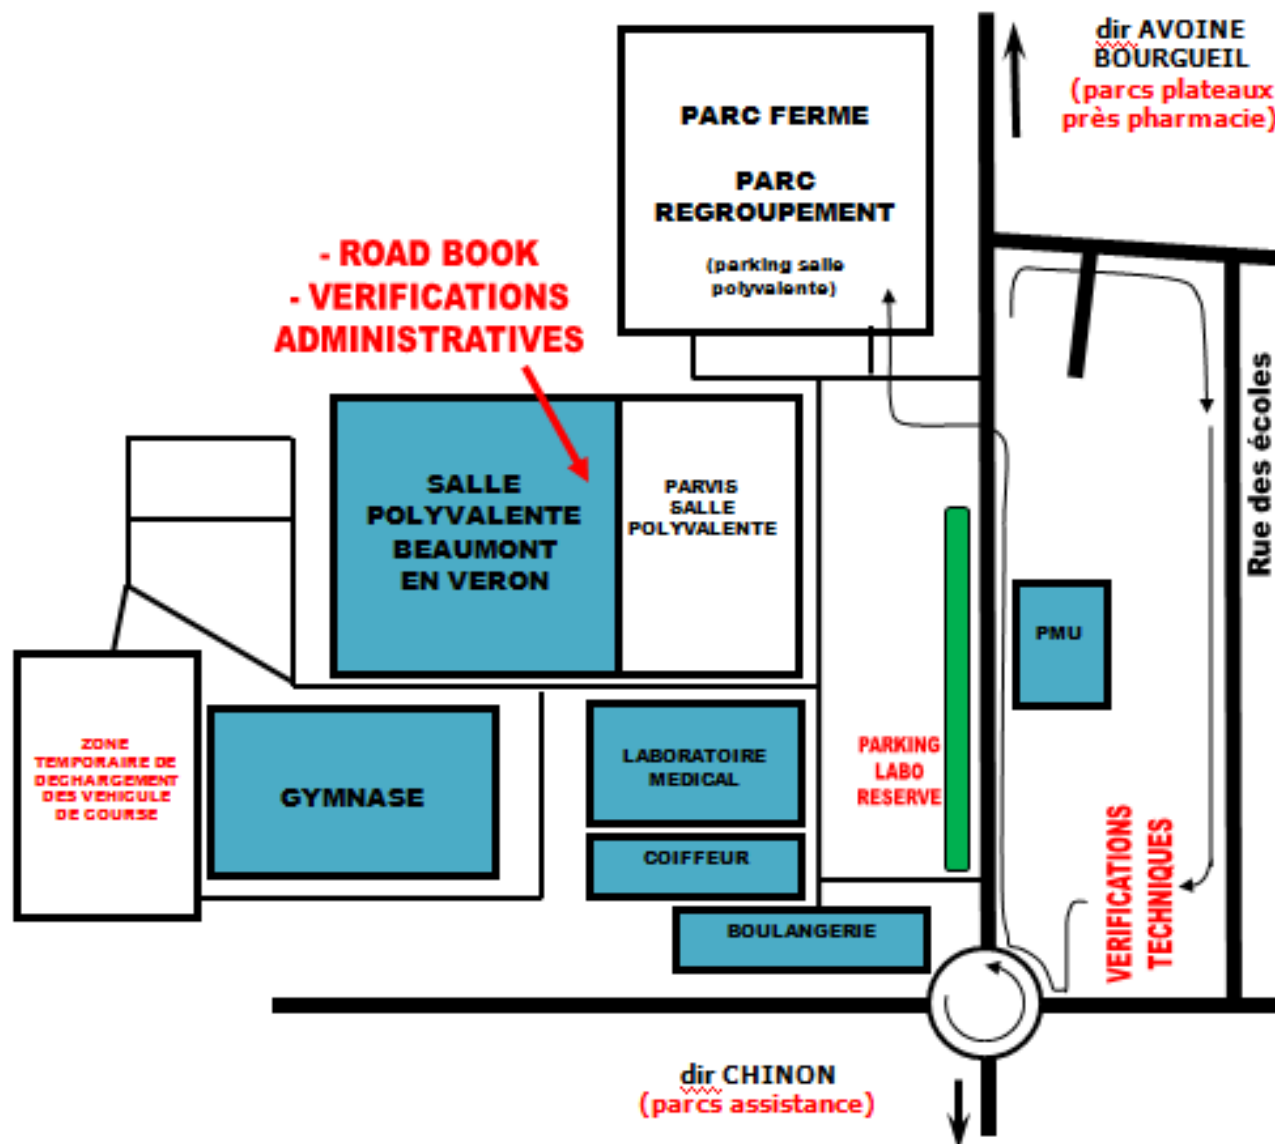 dir AVOINE
BOURGUEIL
(parcs plateaux
près pharmacie)
PARC FERME
PARC
REGROUPEMENT
(parking salle
polyvalente)
- ROAD BOOK
- VERIFICATIONS
ADMINISTRATIVES
Rue des écoles
SALLE
POLYVALENTE
BEAUMONT
EN VERON
PARVIS
SALLE
POLYVALENTE
PMU
ZONE
TEMPORAIRE DE
DECHARGEMENT
DES VEHICULE
DE COURSE
GYMNASE
LABORATOIRE
MEDICAL
PARKING
LABO
RESERVE
COIFFEUR
BOULANGERIE
VERIFICATIONS
TECHNIQUES
dir CHINON
(parcs assistance)